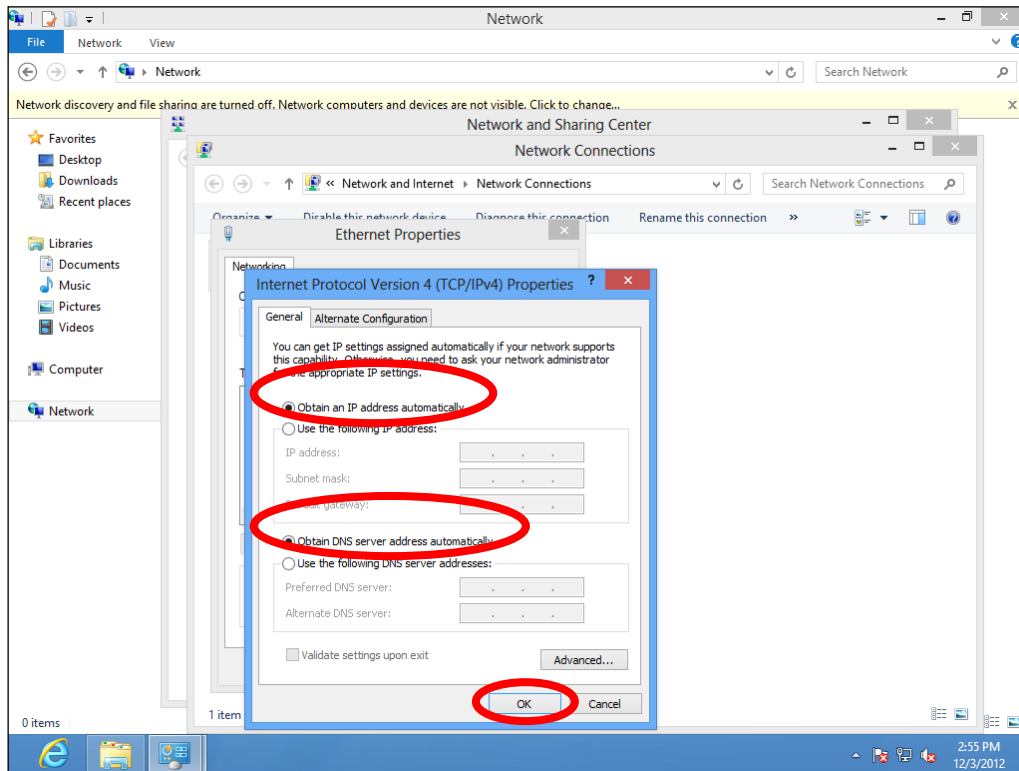 Network
File Network View
Network
Search Network
Network discovery and file sharing are turned off. Network computers and devices are not visible. Click to change...
Favorites
Desktop
Downloads
Recent places
Libraries
Documents
Music
Pictures
Videos
Computer
Network
0 items
Network and Sharing Center
Network Connections
« Network and Internet Network Connections
Search Network Connections
Organize Disable this network device Diagnose this connection Rename this connection »
1 item
Ethernet Properties
Networking
Internet Protocol Version 4 (TCP/IPv4) Properties ?
General Alternate Configuration
You can get IP settings assigned automatically if your network supports
this capability. Otherwise, you need to ask your network administrator
for the appropriate IP settings.
Obtain an IP address automatically
Use the following IP address:
IP address:
Subnet mask:
Default gateway:
Obtain DNS server address automatically
Use the following DNS server addresses:
Preferred DNS server:
Alternate DNS server:
Validate settings upon exit
Advanced...
OK Cancel
2:55 PM
12/3/2012